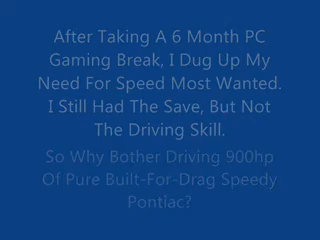 After Taking A 6 Month PC
Gaming Break, I Dug Up My
Need For Speed Most Wanted.
I Still Had The Save, But Not
The Driving Skill.
So Why Bother Driving 900hp
Of Pure Built-For-Drag Speedy
Pontiac?